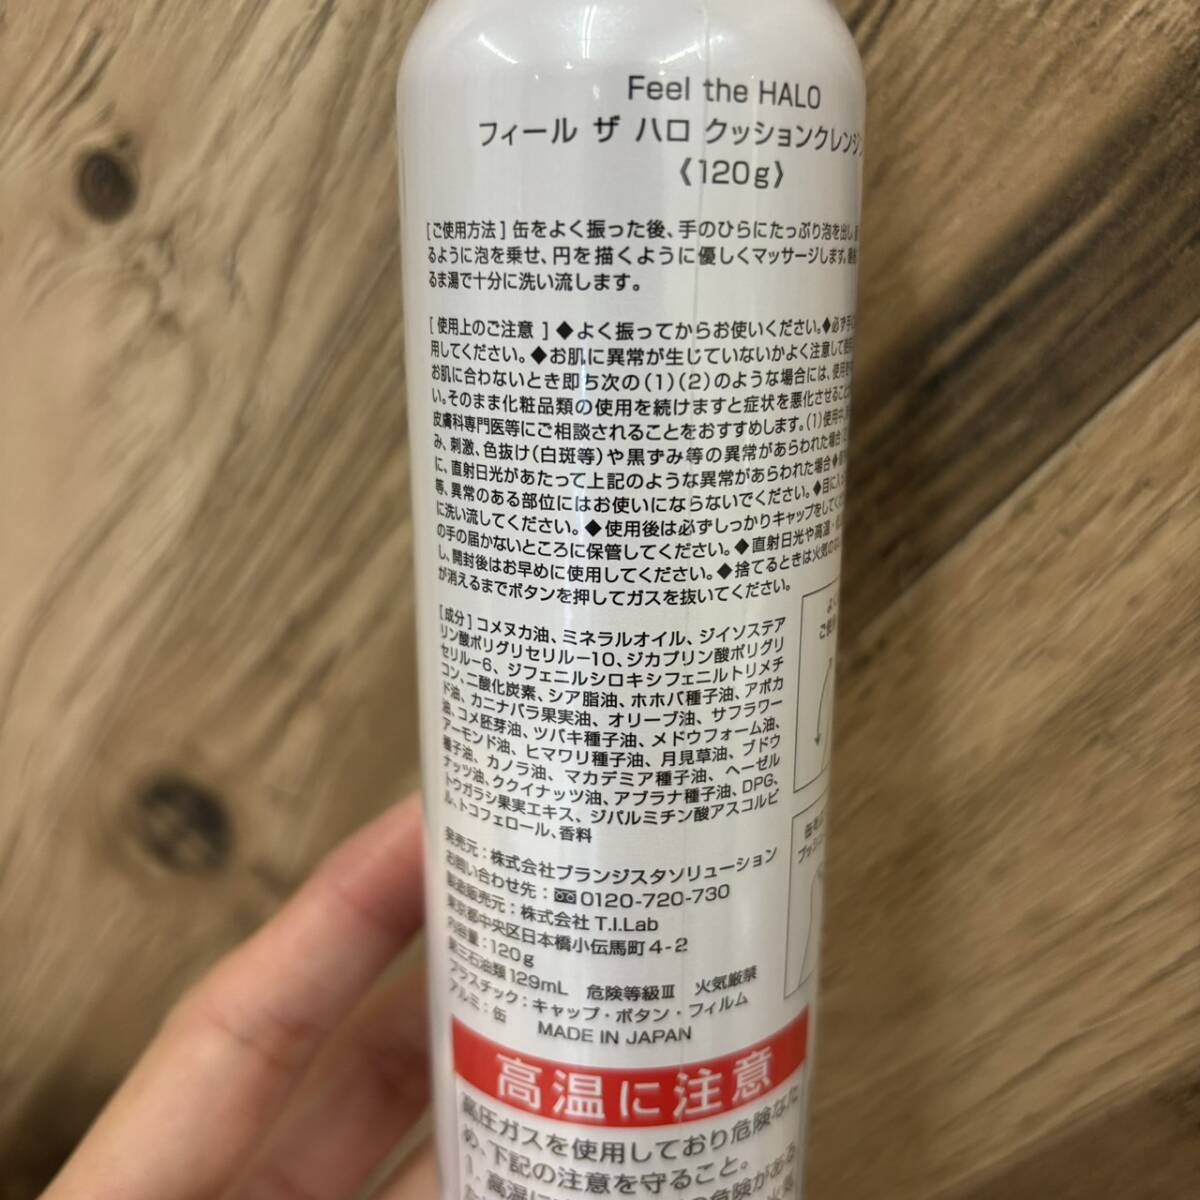 Feel the HALO
フィール ザ ハロ クッションクレンジン
《120g》
[ご使用方法] 缶をよく振った後、手のひらにたっぷり泡を出し
るように泡を乗せ、円を描くように優しくマッサージします。
るま湯で十分に洗い流します。
[使用上のご注意] ◆よく振ってからお使いください。◆必ず手に
用してください。◆お肌に異常が生じていないかよく注意して使用
お肌に合わないとき即ち次の(1)(2)のような場合には、使用
い。そのまま化粧品類の使用を続けますと症状を悪化させること
皮膚科専門医等にご相談されることをおすすめします。(1)使用中、
み、刺激、色抜け(白斑等)や黒ずみ等の異常があらわれた場合
に、直射日光があたって上記のような異常があらわれた場合◆
等、異常のある部位にはお使いにならないでください。◆目に入
に洗い流してください。◆使用後は必ずしっかりキャップをしてくだ
の手の届かないところに保管してください。◆直射日光や高温・
し、開封後はお早めに使用してください。◆捨てるときは火気のな
が消えるまでボタンを押してガスを抜いてください。
[成分] コメヌカ油、ミネラルオイル、ジイソステア
リン酸ポリグリセリル-10、ジカプリン酸ポリグリ
セリル-6、ジフェニルシロキシフェニルトリメチ
コン、二酸化炭素、シア脂油、ホホバ種子油、アボカ
ド油、カニナバラ果実油、オリーブ油、サフラワー
油、コメ胚芽油、ツバキ種子油、メドウフォーム油、
アーモンド油、ヒマワリ種子油、月見草油、ブドウ
種子油、カノラ油、マカデミア種子油、ヘーゼル
ナッツ油、ククイナッツ油、アブラナ種子油、DPG、
トウガラシ果実エキス、ジパルミチン酸アスコルビ
ル、トコフェロール、香料
発売元：株式会社ブランジスタソリューション
お問い合わせ先：0120-720-730
製造販売元：株式会社 T.I.Lab
東京都中央区日本橋小伝馬町4-2
内容量：120g
第三石油類129mL 危険等級Ⅲ 火気厳禁
プラスチック：キャップ・ボタン・フィルム
アルミ：缶 MADE IN JAPAN
高温に注意
高圧ガスを使用しており危険なた
め、下記の注意を守ること。
1. 高温に の危険がある